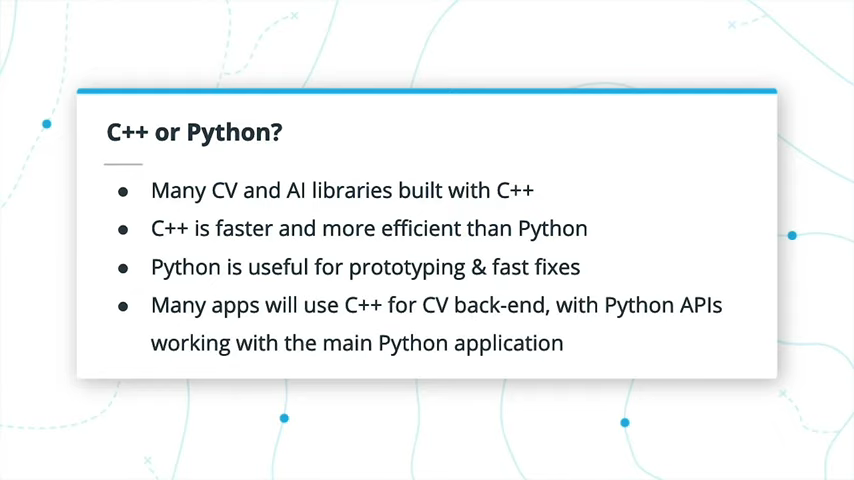 C++ or Python?
● Many CV and AI libraries built with C++
● C++ is faster and more efficient than Python
● Python is useful for prototyping & fast fixes
● Many apps will use C++ for CV back-end, with Python APIs
working with the main Python application